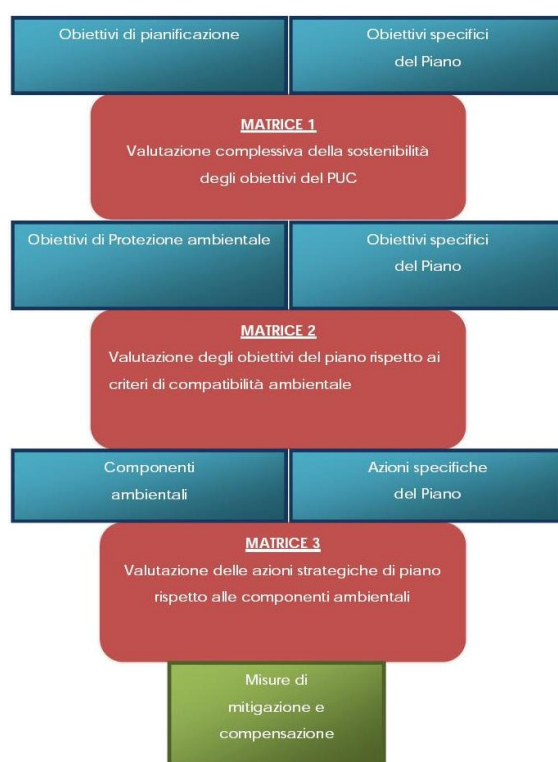 Obiettivi di pianificazione
Obiettivi specifici
del Piano
MATRICE 1
Valutazione complessiva della sostenibilità
degli obiettivi del PUC
Obiettivi di Protezione ambientale
Obiettivi specifici
del Piano
MATRICE 2
Valutazione degli obiettivi del piano rispetto ai
criteri di compatibilità ambientale
Componenti
ambientali
Azioni specifiche
del Piano
MATRICE 3
Valutazione delle azioni strategiche di piano
rispetto alle componenti ambientali
Misure di
mitigazione e
compensazione